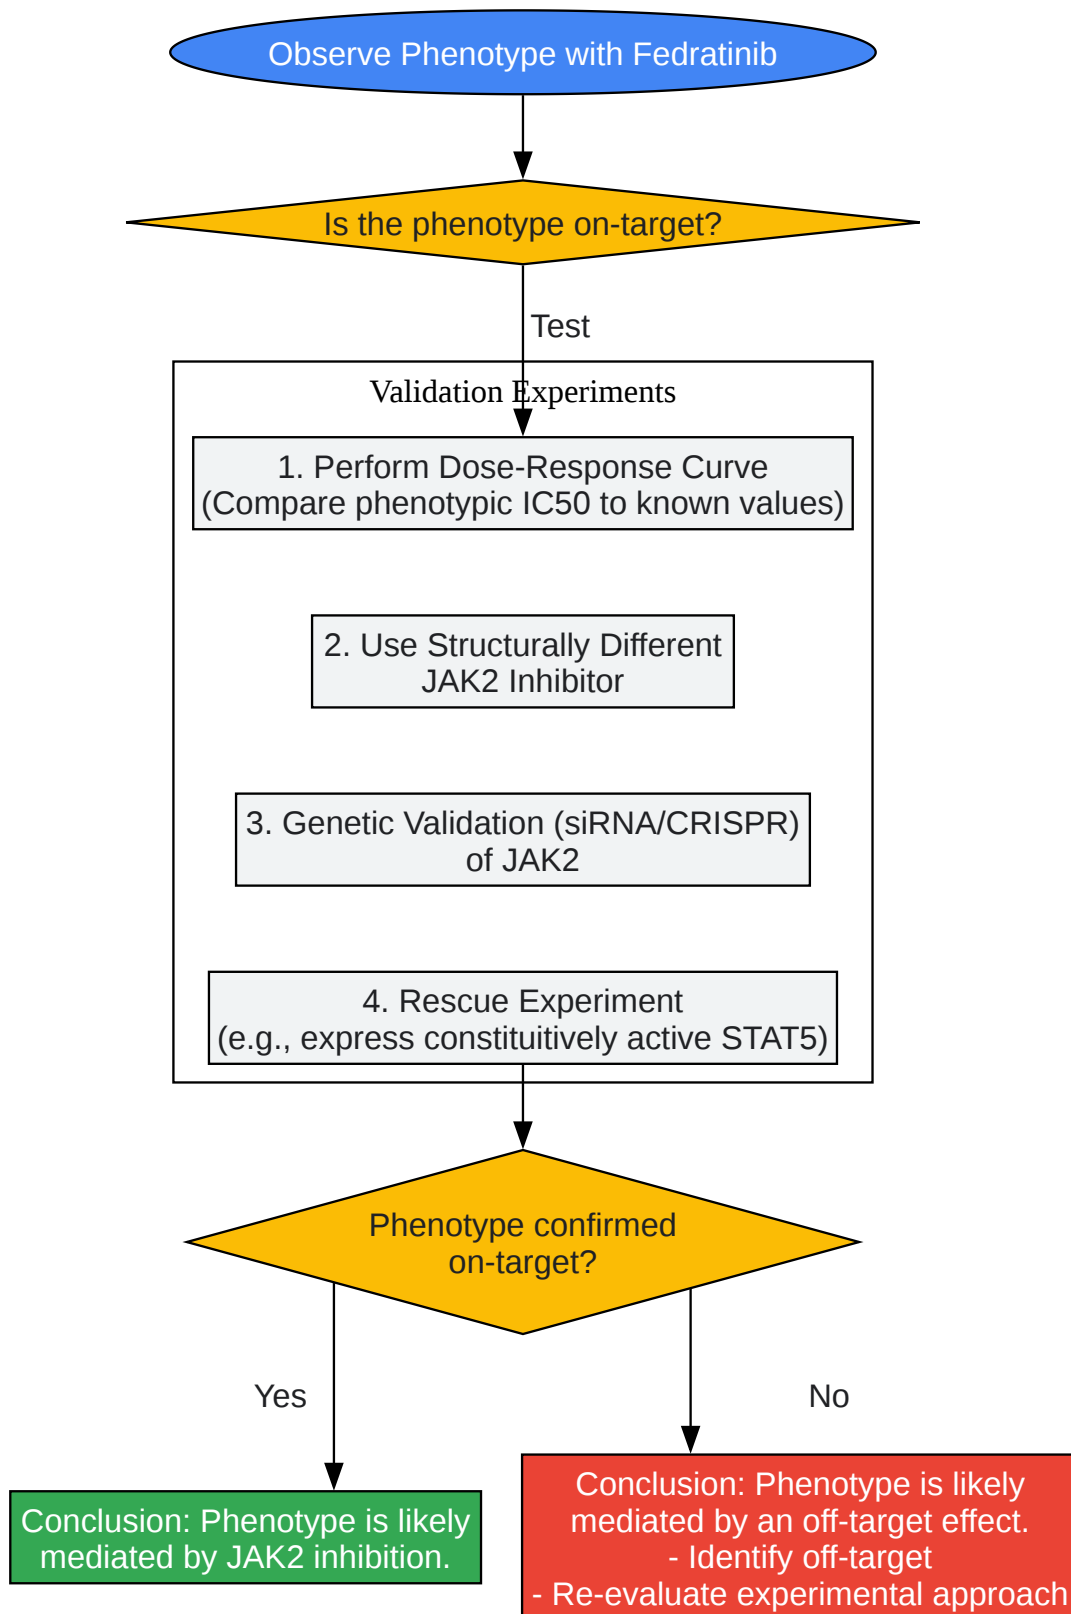 Observe Phenotype with Fedratinib
Is the phenotype on-target?
Test
Validation Experiments
1. Perform Dose-Response Curve
(Compare phenotypic IC50 to known values)
2. Use Structurally Different
JAK2 Inhibitor
3. Genetic Validation (siRNA/CRISPR)
of JAK2
4. Rescue Experiment
(e.g., express constituitively active STAT5)
Phenotype confirmed
on-target?
Yes
No
Conclusion: Phenotype is likely
mediated by JAK2 inhibition.
Conclusion: Phenotype is likely
mediated by an off-target effect.
- Identify off-target
- Re-evaluate experimental approach